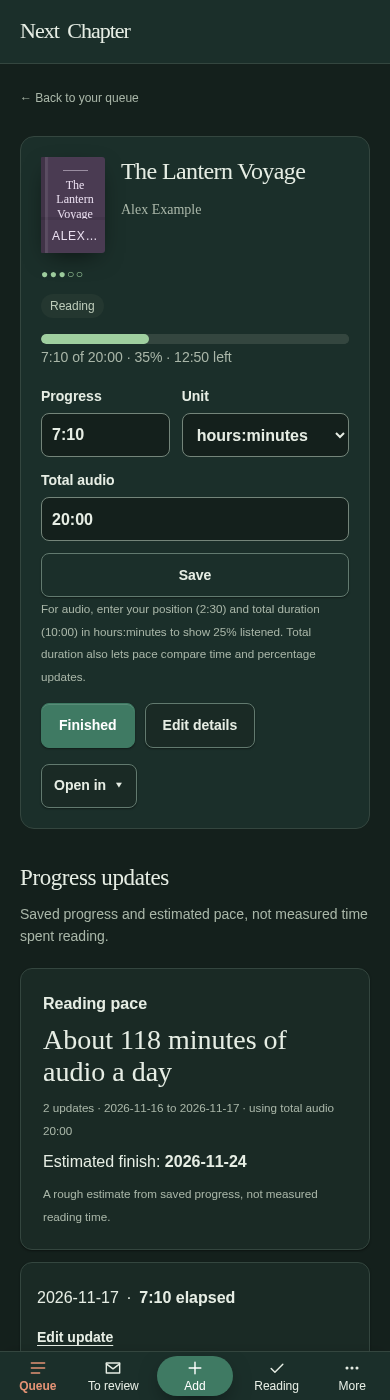 Next Chapter
← Back to your queue
The
Lantern
Voyage
ALEX…
The Lantern Voyage
Alex Example
●●●○○
Reading
7:10 of 20:00 · 35% · 12:50 left
Progress
Unit
7:10
hours:minutes
Total audio
20:00
Save
For audio, enter your position (2:30) and total duration
(10:00) in hours:minutes to show 25% listened. Total
duration also lets pace compare time and percentage
updates.
Finished
Edit details
Open in ▼
Progress updates
Saved progress and estimated pace, not measured time
spent reading.
Reading pace
About 118 minutes of
audio a day
2 updates · 2026-11-16 to 2026-11-17 · using total audio
20:00
Estimated finish: 2026-11-24
A rough estimate from saved progress, not measured
reading time.
2026-11-17 · 7:10 elapsed
Edit update
Queue
To review
Add
Reading
More